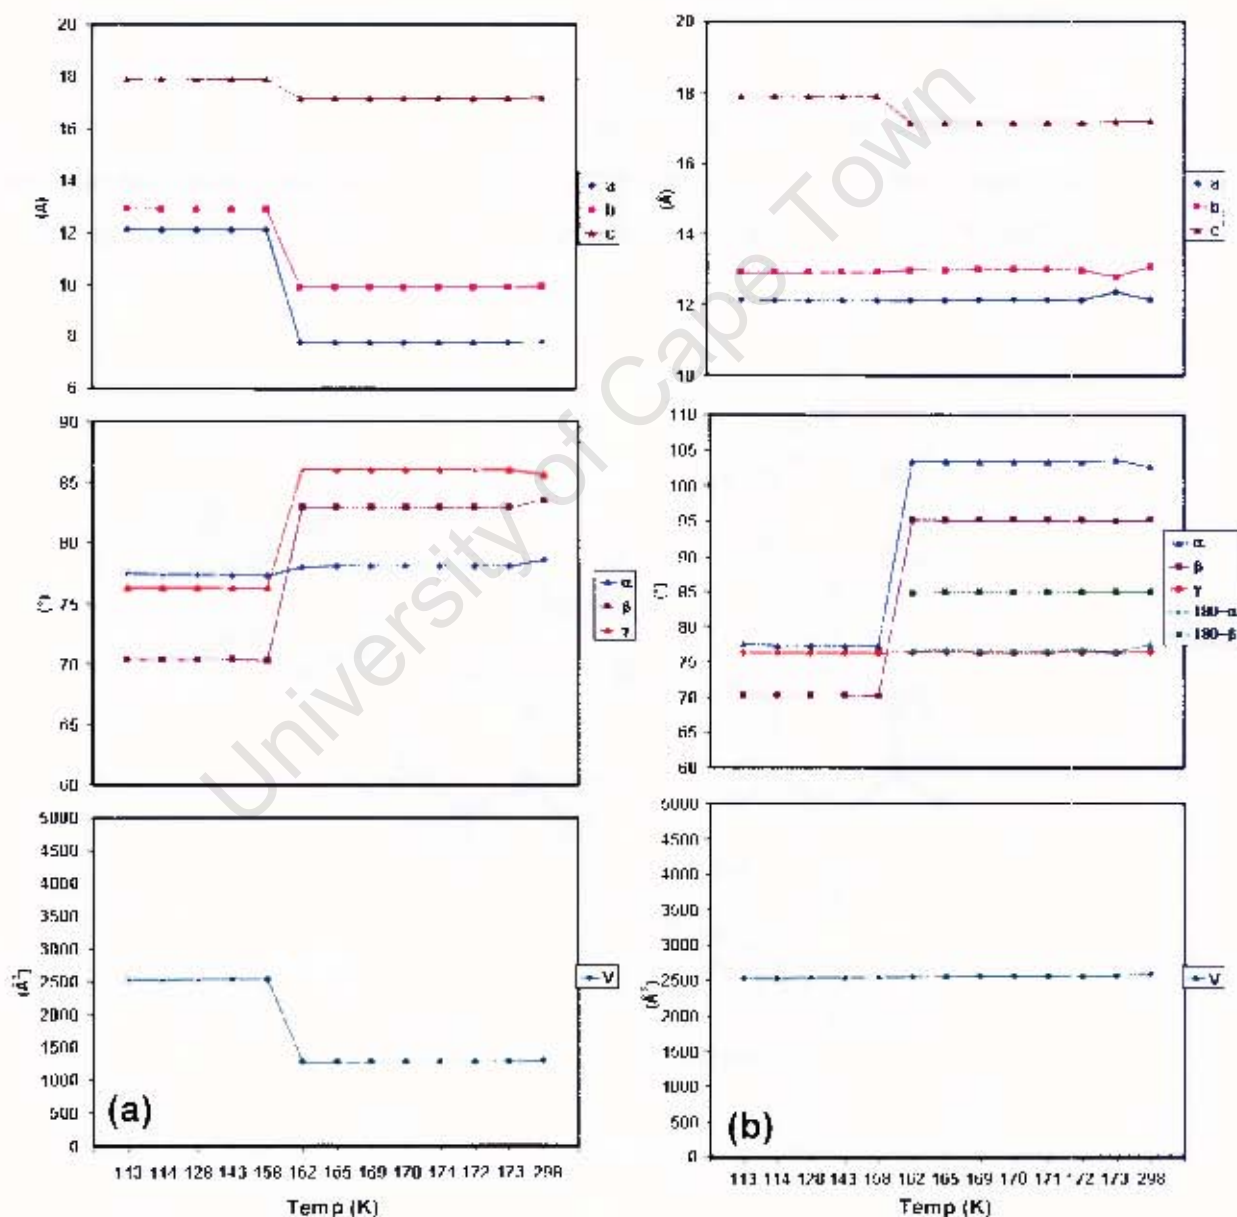 20
18
16
14
12
10
8
6
(Å)
a
b
c
20
18
16
14
12
10
(Å)
a
b
c
90
85
80
75
70
65
60
(°)
α
β
γ
110
105
100
95
90
85
80
75
70
65
60
(°)
α
β
γ
180-α
180-β
5000
4500
4000
3500
3000
2500
2000
1500
1000
500
0
(Å³)
V
(a)
113 114 128 143 158 162 165 169 170 171 172 173 298
Temp (K)
5000
4500
4000
3500
3000
2500
2000
1500
1000
500
0
(Å³)
V
(b)
113 114 128 143 158 162 165 169 170 171 172 173 298
Temp (K)
University of Cape Town